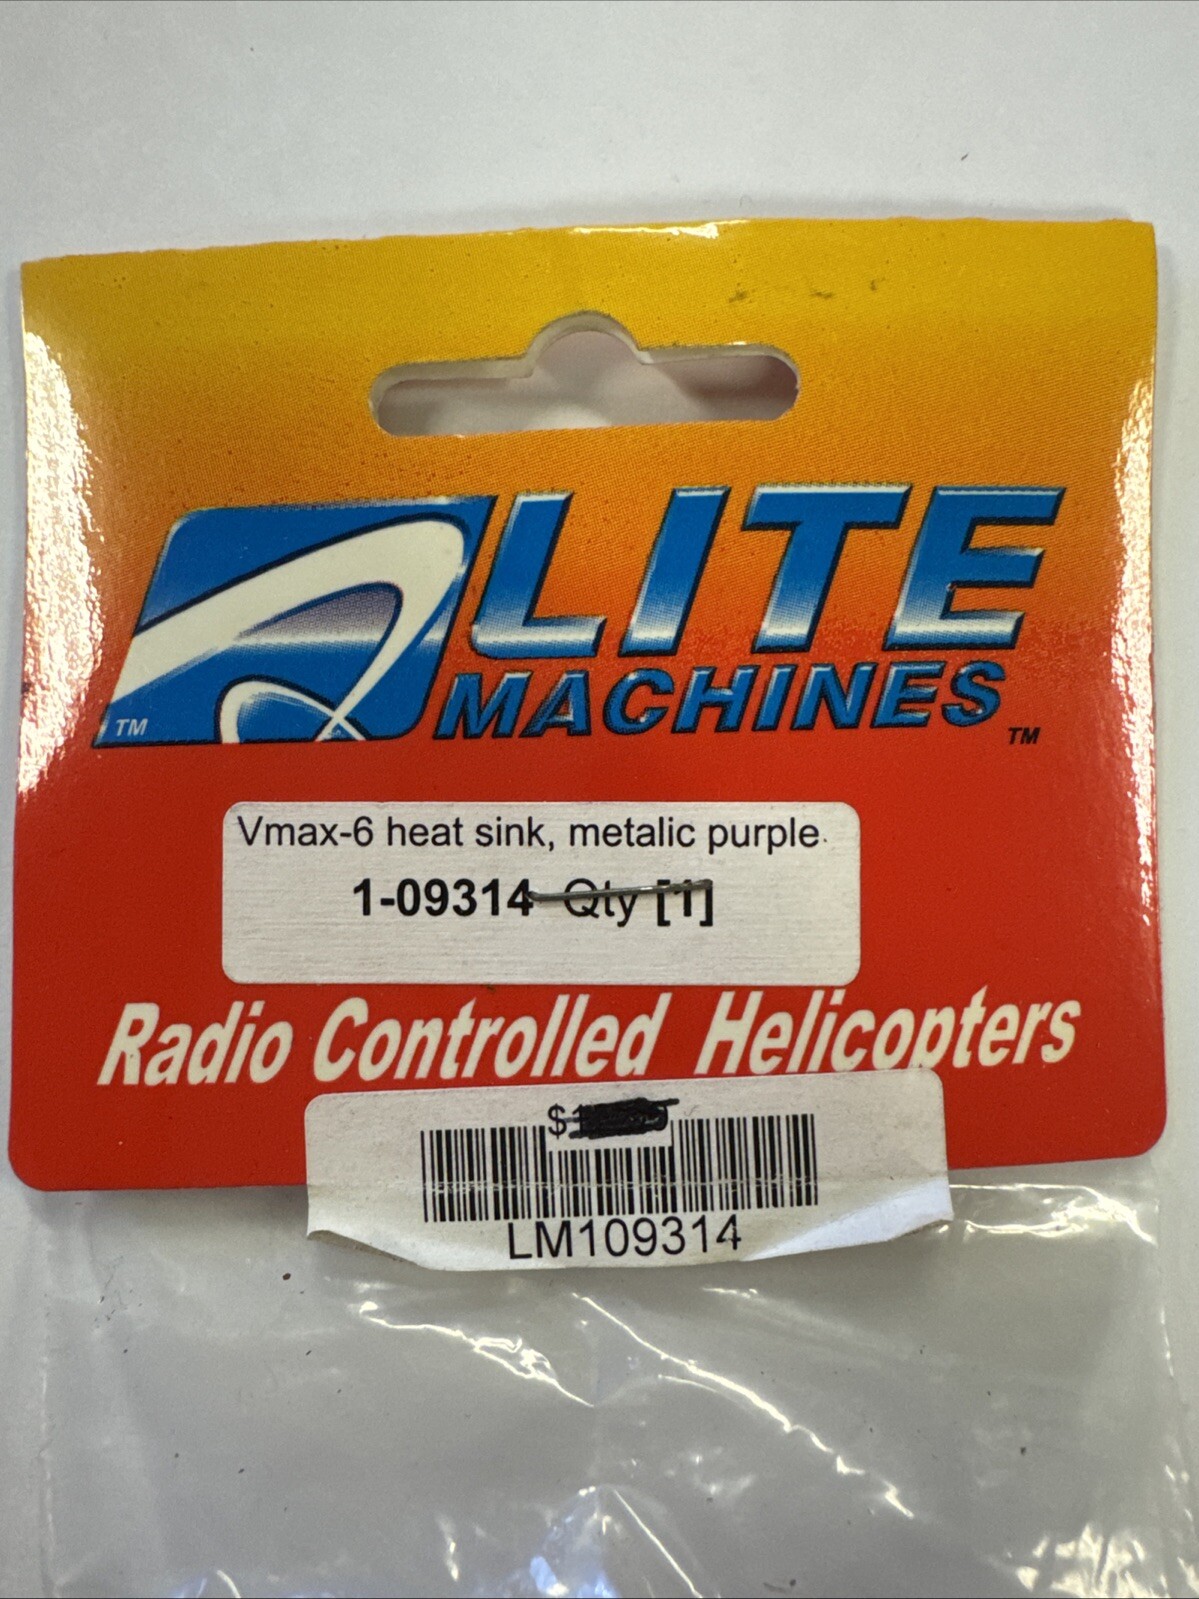 LITE
MACHINES
TM
TM
Vmax-6 heat sink, metalic purple
1-09314 Qty [1]
Radio Controlled Helicopters
$
LM109314